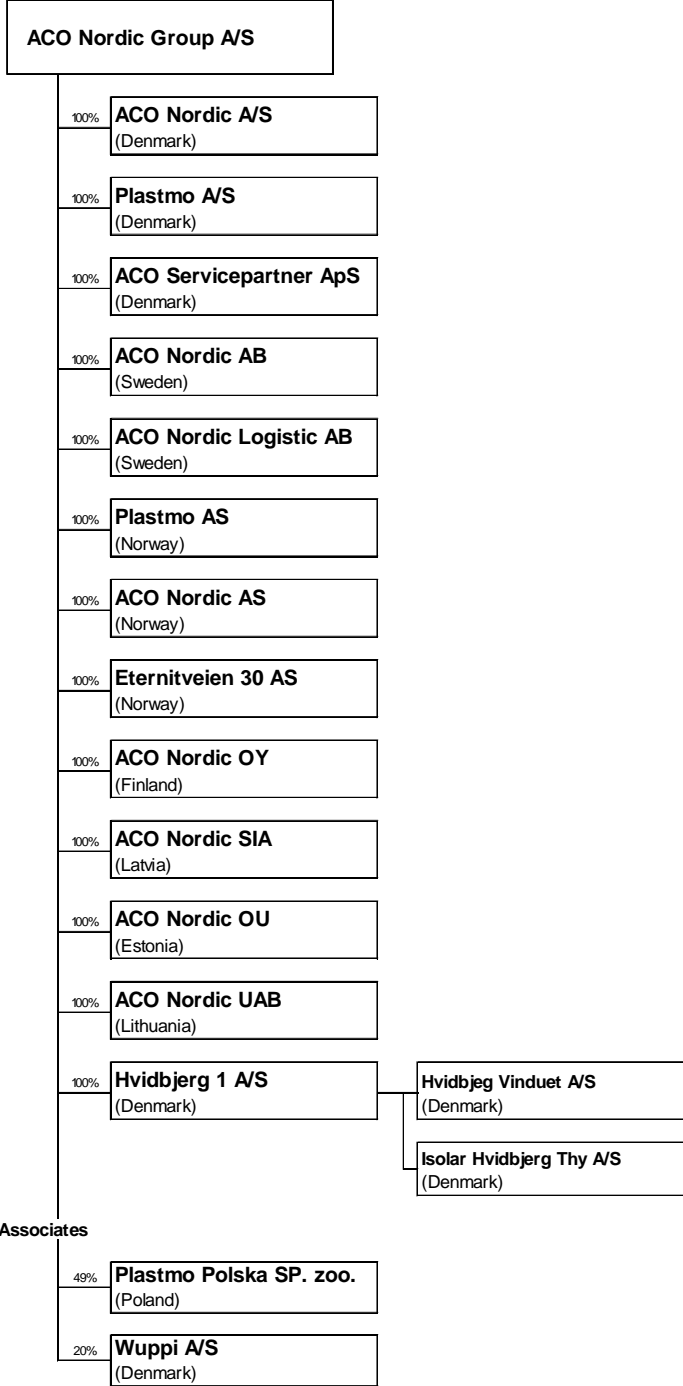 ACO Nordic Group A/S
100%
ACO Nordic A/S
(Denmark)
100%
Plastmo A/S
(Denmark)
100%
ACO Servicepartner ApS
(Denmark)
100%
ACO Nordic AB
(Sweden)
100%
ACO Nordic Logistic AB
(Sweden)
100%
Plastmo AS
(Norway)
100%
ACO Nordic AS
(Norway)
100%
Eternitveien 30 AS
(Norway)
100%
ACO Nordic OY
(Finland)
100%
ACO Nordic SIA
(Latvia)
100%
ACO Nordic OU
(Estonia)
100%
ACO Nordic UAB
(Lithuania)
100%
Hvidbjerg 1 A/S
(Denmark)
Hvidbjeg Vinduet A/S
(Denmark)
Isolar Hvidbjerg Thy A/S
(Denmark)
Associates
49%
Plastmo Polska SP. zoo.
(Poland)
20%
Wuppi A/S
(Denmark)